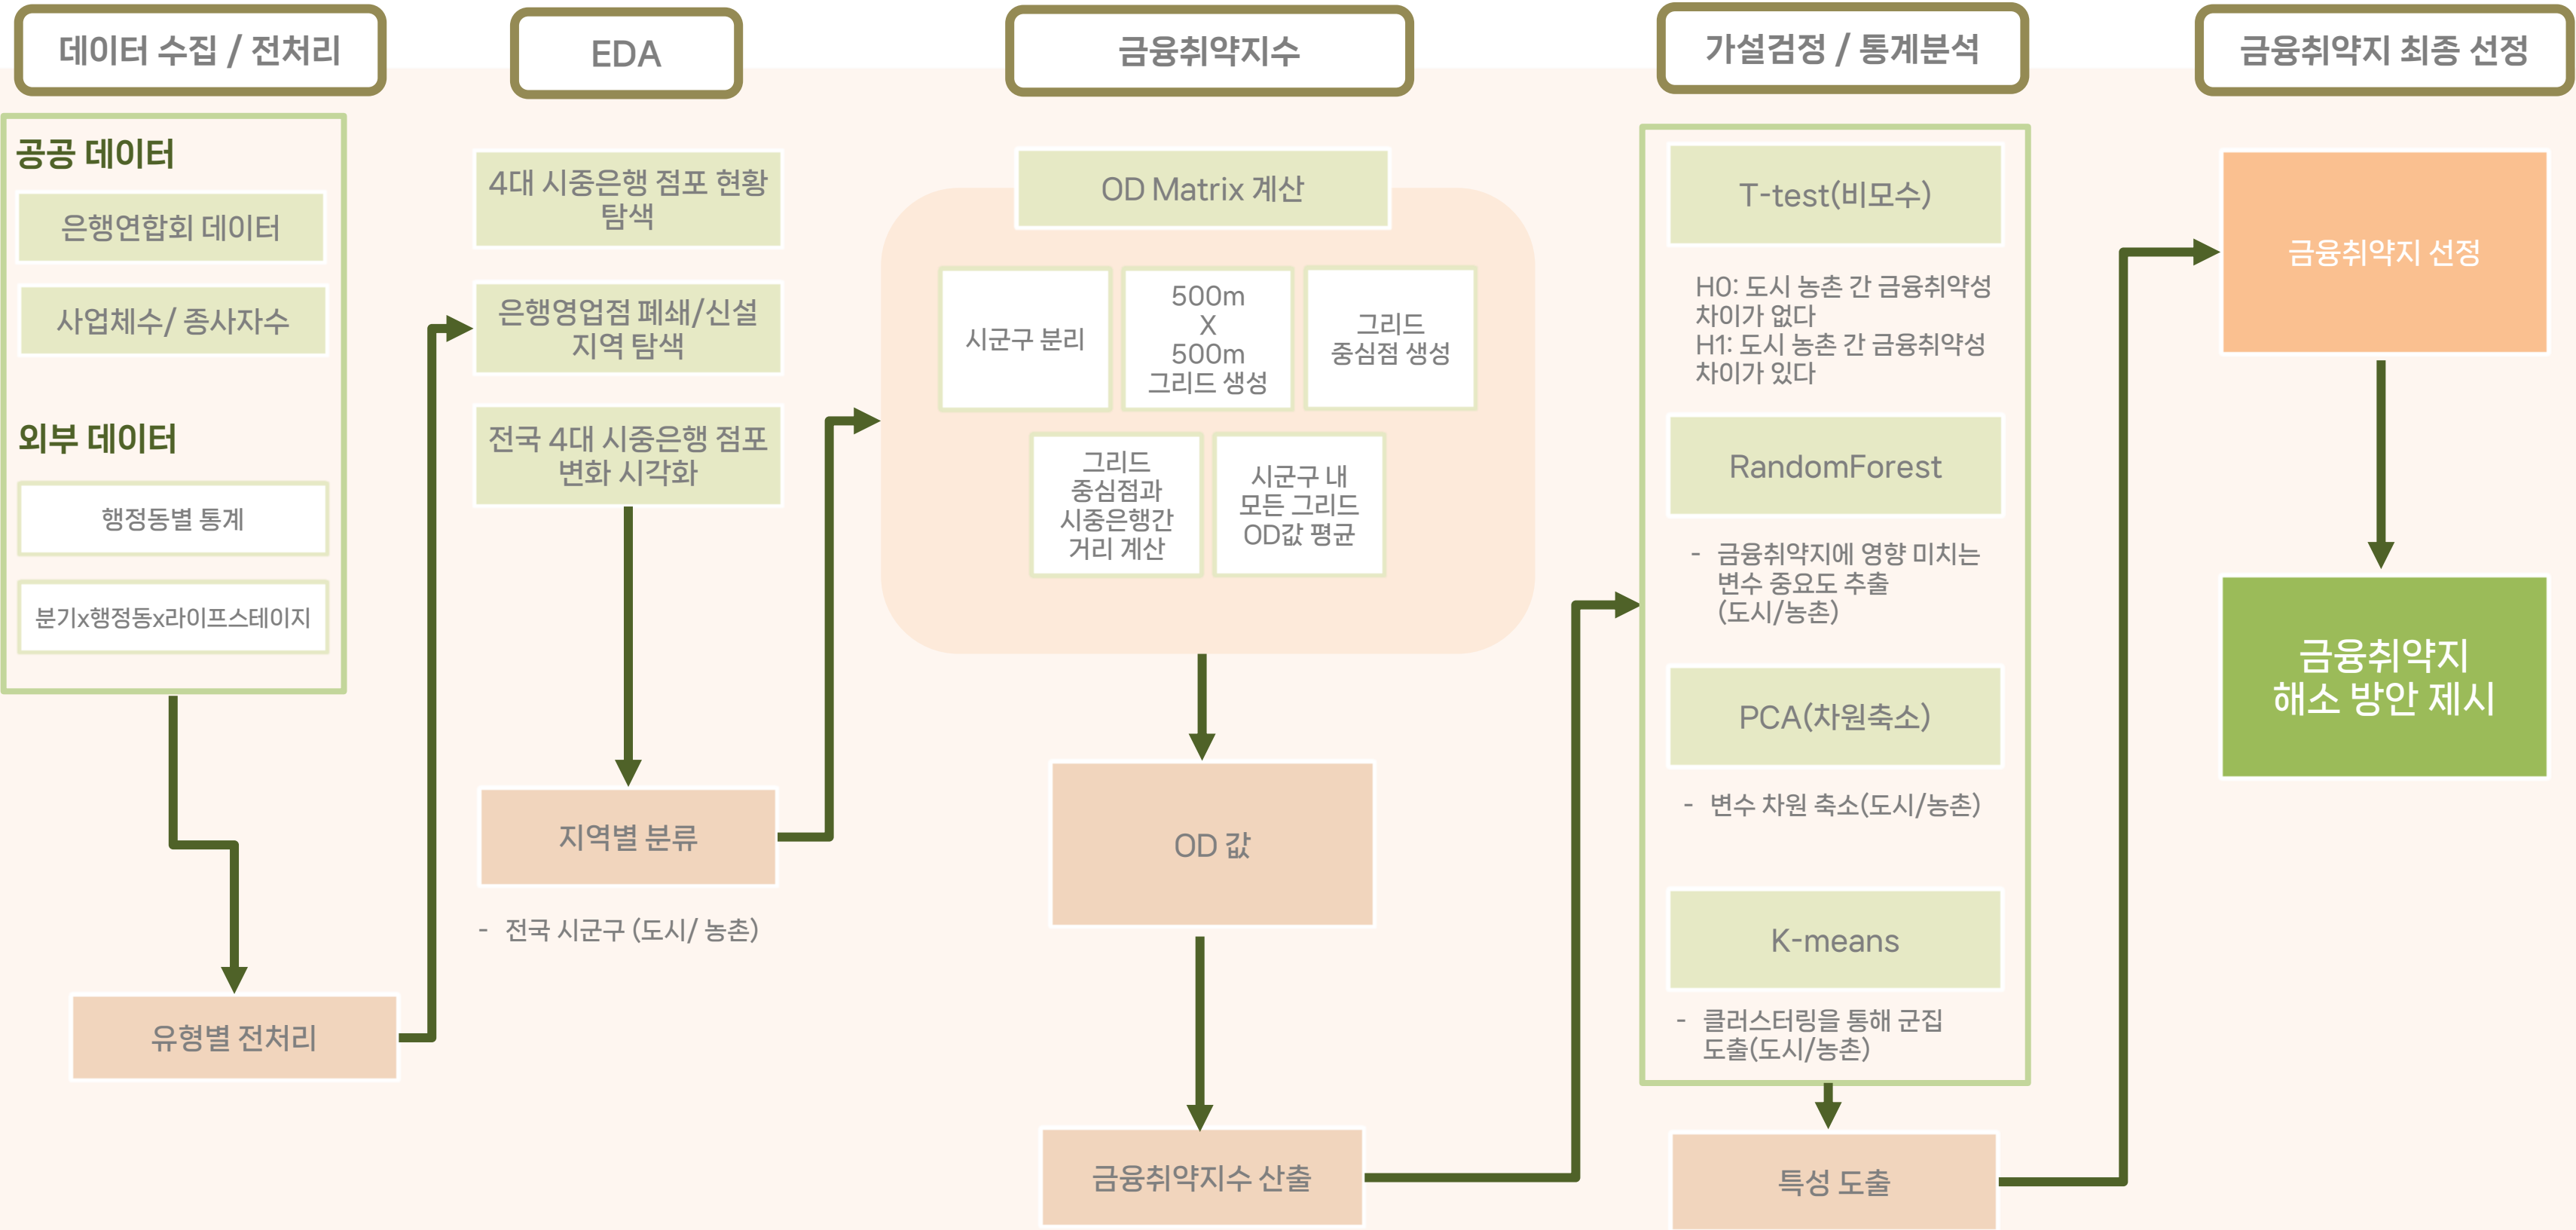 데이터 수집 / 전처리
EDA
금융취약지수
가설검정 / 통계분석
금융취약지 최종 선정
공공 데이터
은행연합회 데이터
사업체수/ 종사자수
외부 데이터
행정동별 통계
분기x행정동x라이프스테이지
유형별 전처리
4대 시중은행 점포 현황
탐색
은행영업점 폐쇄/신설
지역 탐색
전국 4대 시중은행 점포
변화 시각화
지역별 분류
- 전국 시군구 (도시/ 농촌)
OD Matrix 계산
시군구 분리
500m
X
500m
그리드 생성
그리드
중심점 생성
그리드
중심점과
시중은행간
거리 계산
시군구 내
모든 그리드
OD값 평균
OD 값
금융취약지수 산출
T-test(비모수)
H0: 도시 농촌 간 금융취약성
차이가 없다
H1: 도시 농촌 간 금융취약성
차이가 있다
RandomForest
- 금융취약지에 영향 미치는
변수 중요도 추출
(도시/농촌)
PCA(차원축소)
- 변수 차원 축소(도시/농촌)
K-means
- 클러스터링을 통해 군집
도출(도시/농촌)
특성 도출
금융취약지 선정
금융취약지
해소 방안 제시